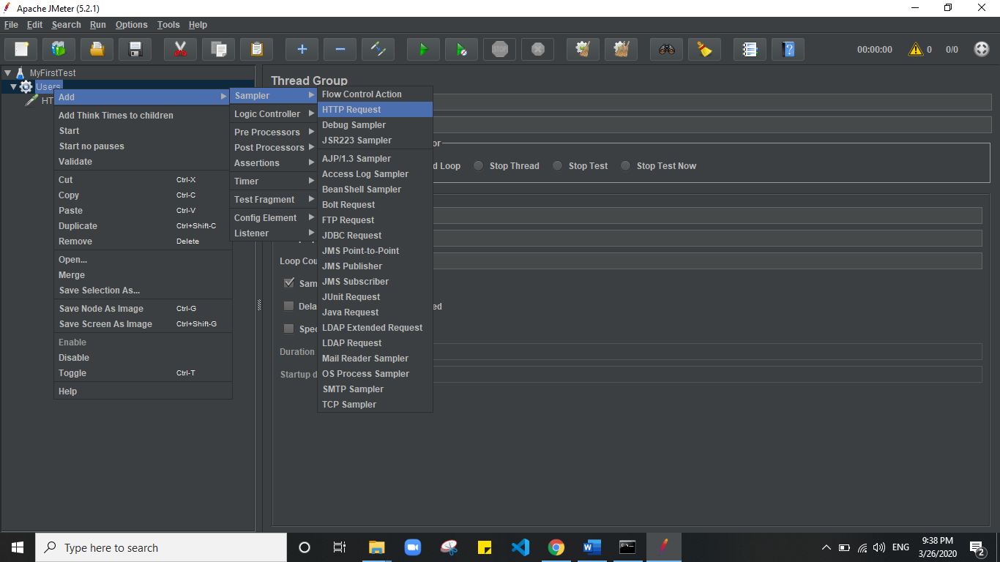 Apache JMeter (5.2.1)
File Edit Search Run Options Tools Help
STOP
00:00:00
0
0/0
MyFirstTest
Users
HT
Thread Group
Add
Add Think Times to children
Start
Start no pauses
Validate
Cut Ctrl-X
Copy Ctrl-C
Paste Ctrl-V
Duplicate Ctrl+Shift-C
Remove Delete
Open...
Merge
Save Selection As...
Save Node As Image Ctrl-G
Save Screen As Image Ctrl+Shift-G
Enable
Disable
Toggle Ctrl-T
Help
Sampler
Logic Controller
Pre Processors
Post Processors
Assertions
Timer
Test Fragment
Config Element
Listener
Flow Control Action
HTTP Request
Debug Sampler
JSR223 Sampler
AJP/1.3 Sampler
Access Log Sampler
BeanShell Sampler
Bolt Request
FTP Request
JDBC Request
JMS Point-to-Point
JMS Publisher
JMS Subscriber
JUnit Request
Java Request
LDAP Extended Request
LDAP Request
Mail Reader Sampler
OS Process Sampler
SMTP Sampler
TCP Sampler
or
d Loop Stop Thread Stop Test Stop Test Now
Loop Cou
Sam
Dela ed
Spec
Duration
Startup d
Type here to search
ENG
9:38 PM
3/26/2020
2